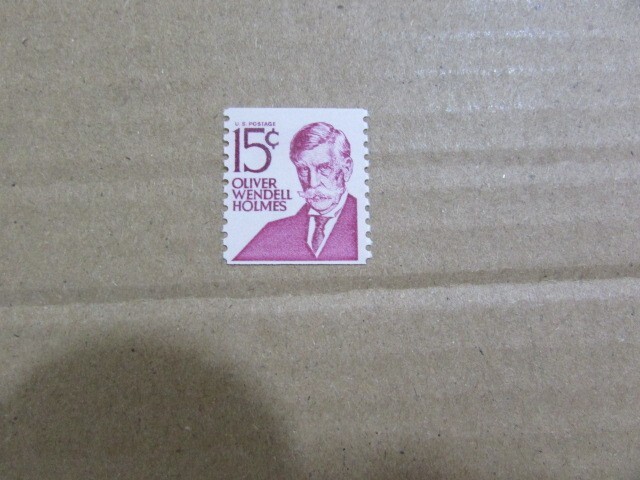 U.S. POSTAGE
15¢
OLIVER
WENDELL
HOLMES